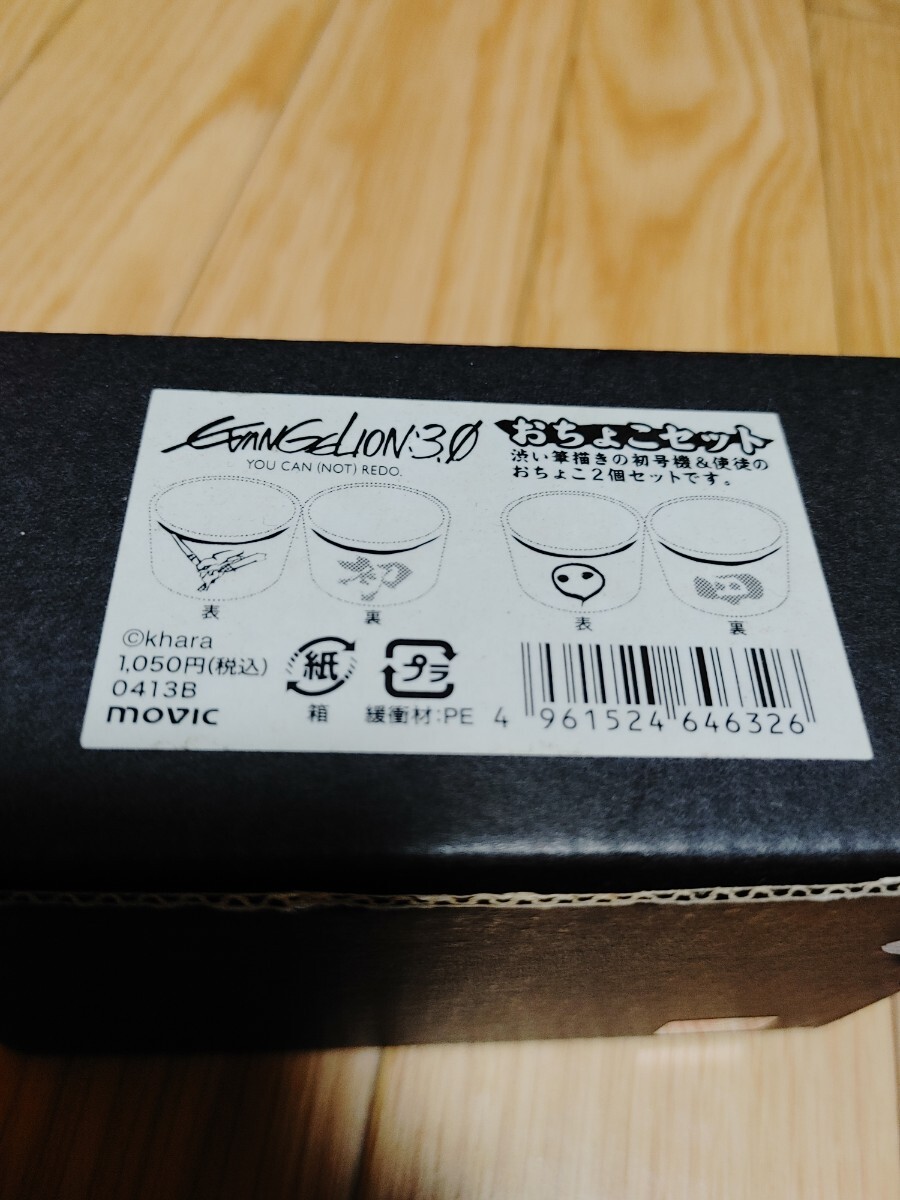 EVANGELION:3.0
YOU CAN (NOT) REDO.
おちょこセット
渋い筆描きの初号機&使徒の
おちょこ2個セットです。
初
表
裏
表
裏
©khara
1,050円(税込)
0413B
movic
紙
箱
プラ
緩衝材:PE
4 961524 646326